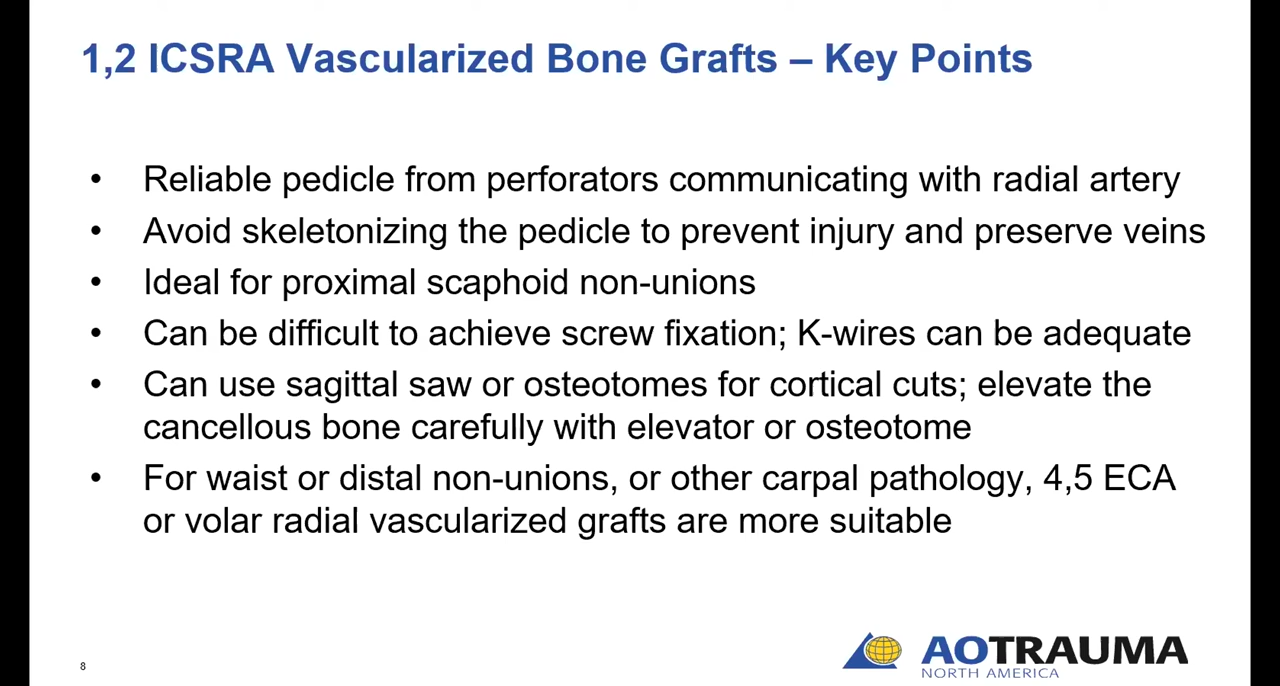 1,2 ICSRA Vascularized Bone Grafts – Key Points
• Reliable pedicle from perforators communicating with radial artery
• Avoid skeletonizing the pedicle to prevent injury and preserve veins
• Ideal for proximal scaphoid non-unions
• Can be difficult to achieve screw fixation; K-wires can be adequate
• Can use sagittal saw or osteotomes for cortical cuts; elevate the
cancellous bone carefully with elevator or osteotome
• For waist or distal non-unions, or other carpal pathology, 4,5 ECA
or volar radial vascularized grafts are more suitable
8
AOTRAUMA
NORTH AMERICA